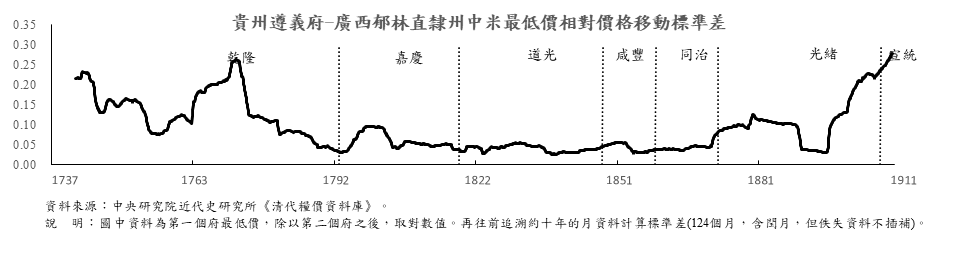 貴州遵義府-廣西郁林直隸州中米最低價相對價格移動標準差
0.35
0.30
0.25
0.20
0.15
0.10
0.05
0.00
乾隆 嘉慶 道光 咸豐 同治 光緒 宣統
1737 1763 1792 1822 1851 1881 1911
資料來源：中央研究院近代史研究所《清代糧價資料庫》。
說　明：圖中資料為第一個府最低價，除以第二個府之後，取對數值。再往前追溯約十年的月資料計算標準差(124個月，含閏月，但佚失資料不插補)。